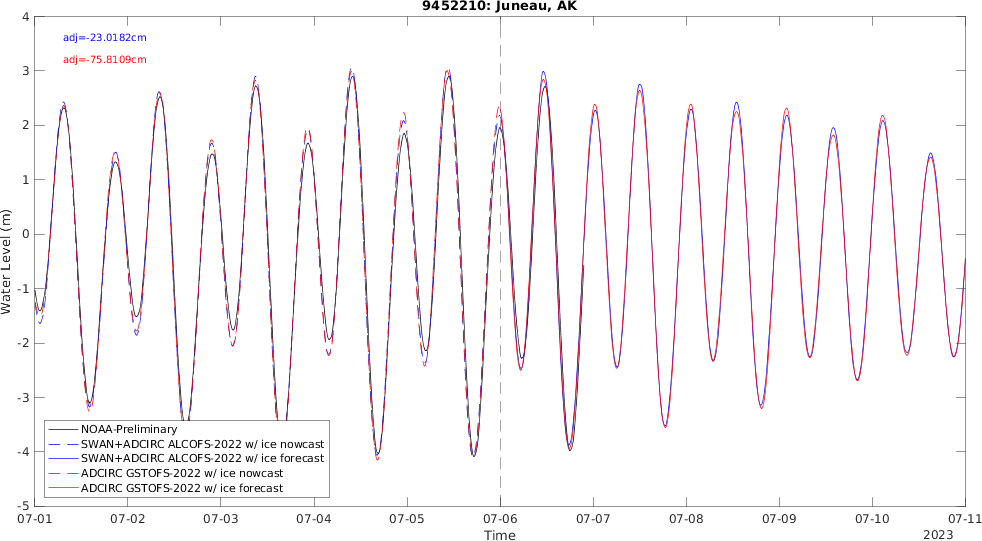 9452210: Juneau, AK
adj=-23.0182cm
adj=-75.8109cm
Water Level (m)
4
3
2
1
0
-1
-2
-3
-4
-5
NOAA-Preliminary
SWAN+ADCIRC ALCOFS-2022 w/ ice nowcast
SWAN+ADCIRC ALCOFS-2022 w/ ice forecast
ADCIRC GSTOFS-2022 w/ ice nowcast
ADCIRC GSTOFS-2022 w/ ice forecast
07-01 07-02 07-03 07-04 07-05 07-06 07-07 07-08 07-09 07-10 07-11
Time
2023